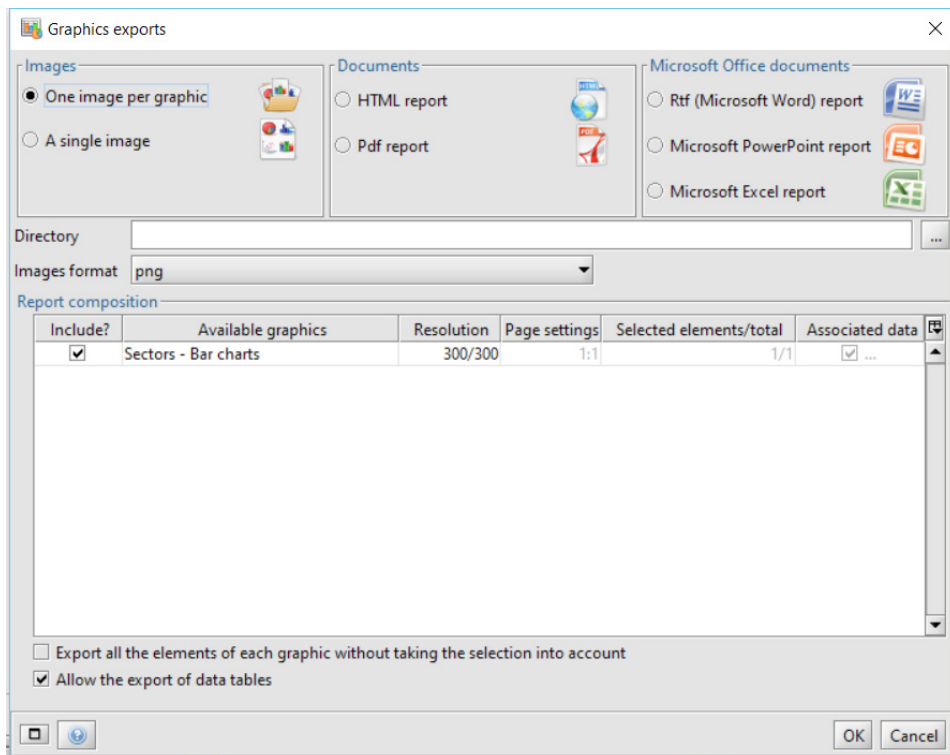 Graphics exports
Images
One image per graphic
A single image
Documents
HTML report
Pdf report
Microsoft Office documents
Rtf (Microsoft Word) report
Microsoft PowerPoint report
Microsoft Excel report
Directory
...
Images format png
Report composition
Include? Available graphics Resolution Page settings Selected elements/total Associated data
Sectors - Bar charts 300/300 1:1 1/1 ...
Export all the elements of each graphic without taking the selection into account
Allow the export of data tables
OK Cancel